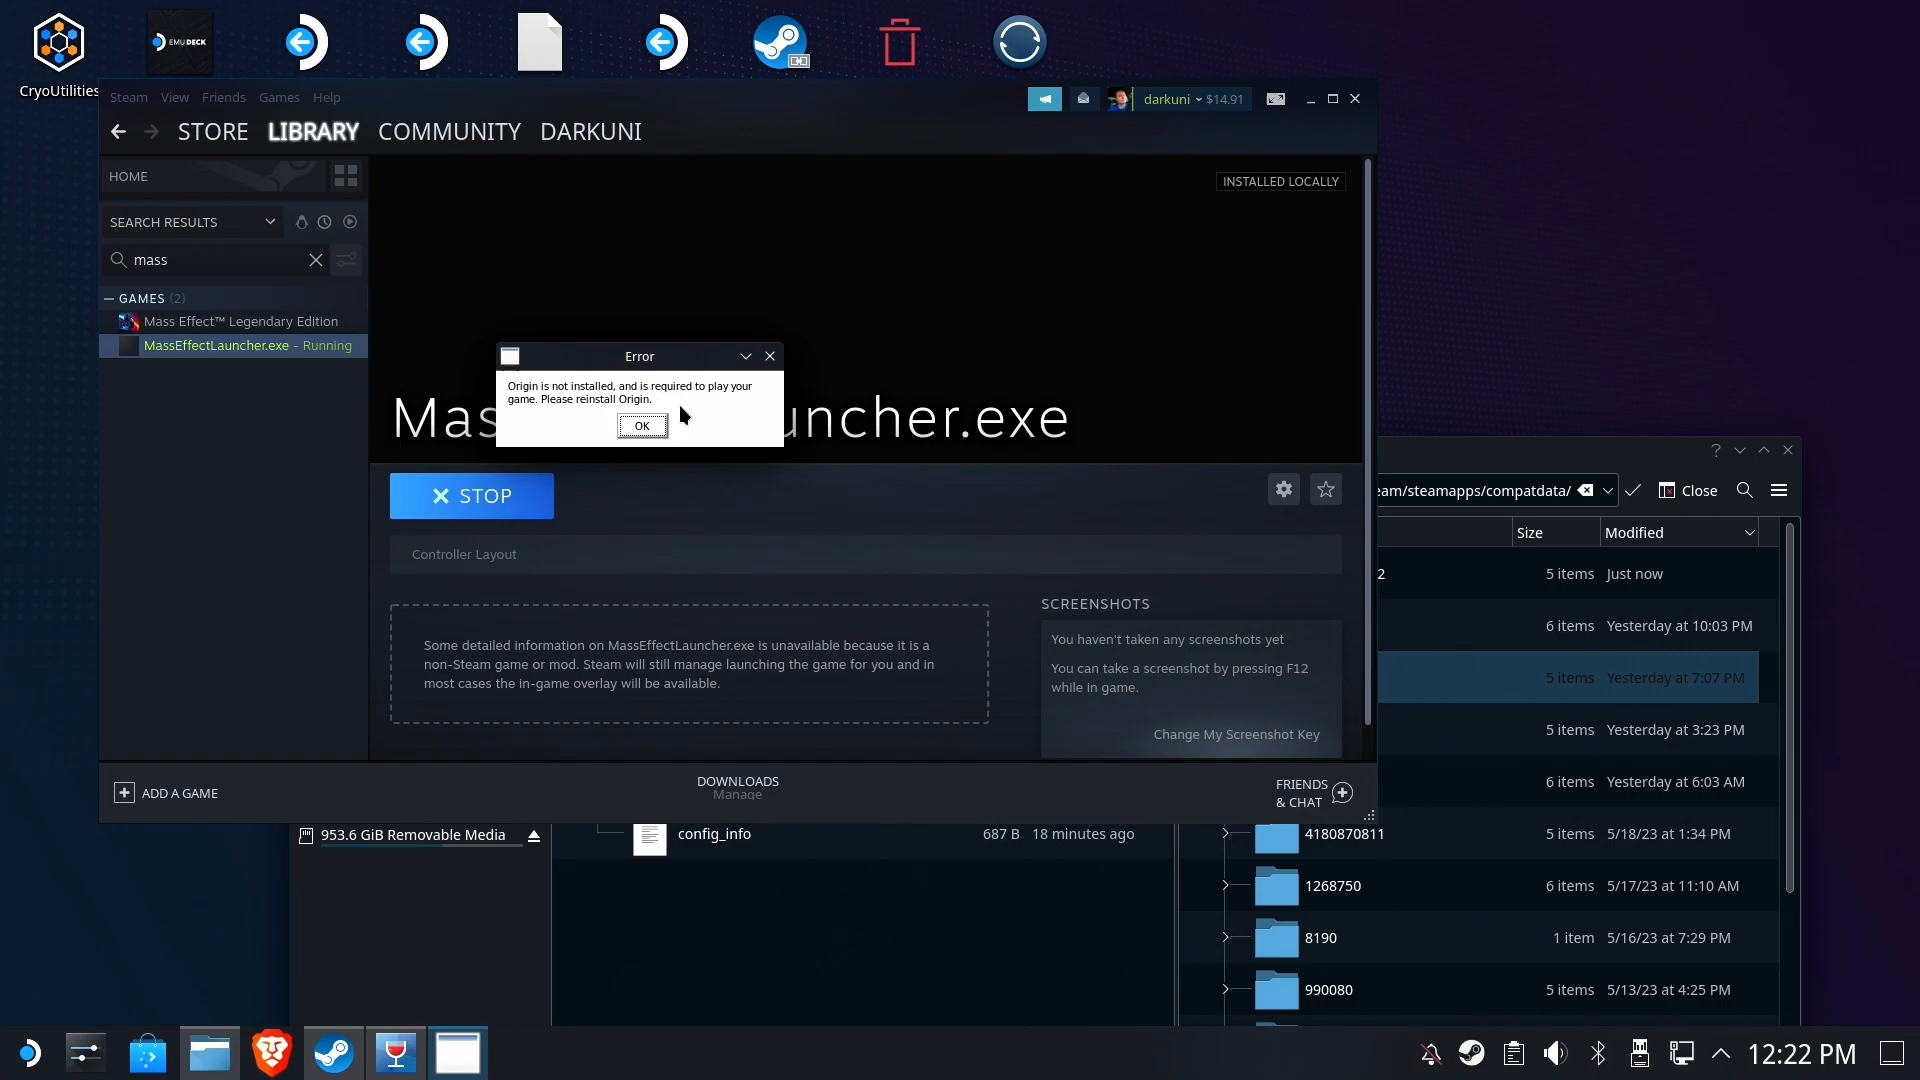 EMUDECK
CryoUtilities
Steam View Friends Games Help
darkuni $14.91
STORE LIBRARY COMMUNITY DARKUNI
HOME
INSTALLED LOCALLY
SEARCH RESULTS
mass
GAMES (2)
Mass Effect™ Legendary Edition
MassEffectLauncher.exe - Running
Error
Origin is not installed, and is required to play your
game. Please reinstall Origin.
OK
Mas
uncher.exe
STOP
eam/steamapps/compatdata/
Close
Size Modified
Controller Layout
2 5 items Just now
SCREENSHOTS
You haven't taken any screenshots yet
You can take a screenshot by pressing F12
while in game.
Change My Screenshot Key
Some detailed information on MassEffectLauncher.exe is unavailable because it is a
non-Steam game or mod. Steam will still manage launching the game for you and in
most cases the in-game overlay will be available.
6 items Yesterday at 10:03 PM
5 items Yesterday at 7:07 PM
5 items Yesterday at 3:23 PM
6 items Yesterday at 6:03 AM
ADD A GAME
DOWNLOADS
Manage
FRIENDS
& CHAT
953.6 GiB Removable Media
config_info 687 B 18 minutes ago
4180870811 5 items 5/18/23 at 1:34 PM
1268750 6 items 5/17/23 at 11:10 AM
8190 1 item 5/16/23 at 7:29 PM
990080 5 items 5/13/23 at 4:25 PM
12:22 PM